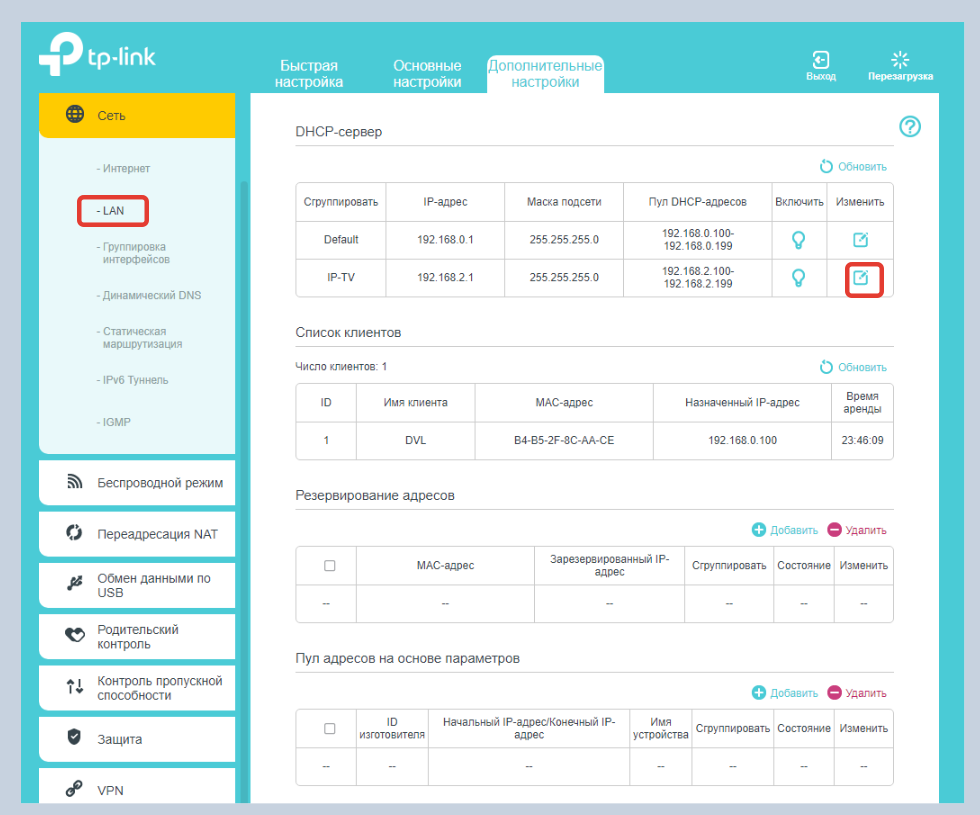 tp-link
Быстрая
настройка
Основные
настройки
Дополнительные
настройки
Выход
Перезагрузка
Сеть
- Интернет
- LAN
- Группировка
интерфейсов
- Динамический DNS
- Статическая
маршрутизация
- IPv6 Туннель
- IGMP
Беспроводной режим
Переадресация NAT
Обмен данными по
USB
Родительский
контроль
Контроль пропускной
способности
Защита
VPN
DHCP-сервер
?
Обновить
Сгруппировать IP-адрес Маска подсети Пул DHCP-адресов Включить Изменить
Default 192.168.0.1 255.255.255.0 192.168.0.100-
192.168.0.199
IP-TV 192.168.2.1 255.255.255.0 192.168.2.100-
192.168.2.199
Список клиентов
Число клиентов: 1
Обновить
ID Имя клиента MAC-адрес Назначенный IP-адрес Время
аренды
1 DVL B4-B5-2F-8C-AA-CE 192.168.0.100 23:46:09
Резервирование адресов
Добавить Удалить
MAC-адрес Зарезервированный IP-
адрес Сгруппировать Состояние Изменить
-- -- -- -- -- --
Пул адресов на основе параметров
Добавить Удалить
ID
изготовителя Начальный IP-адрес/Конечный IP-
адрес Имя
устройства Сгруппировать Состояние Изменить
-- -- -- -- -- -- --